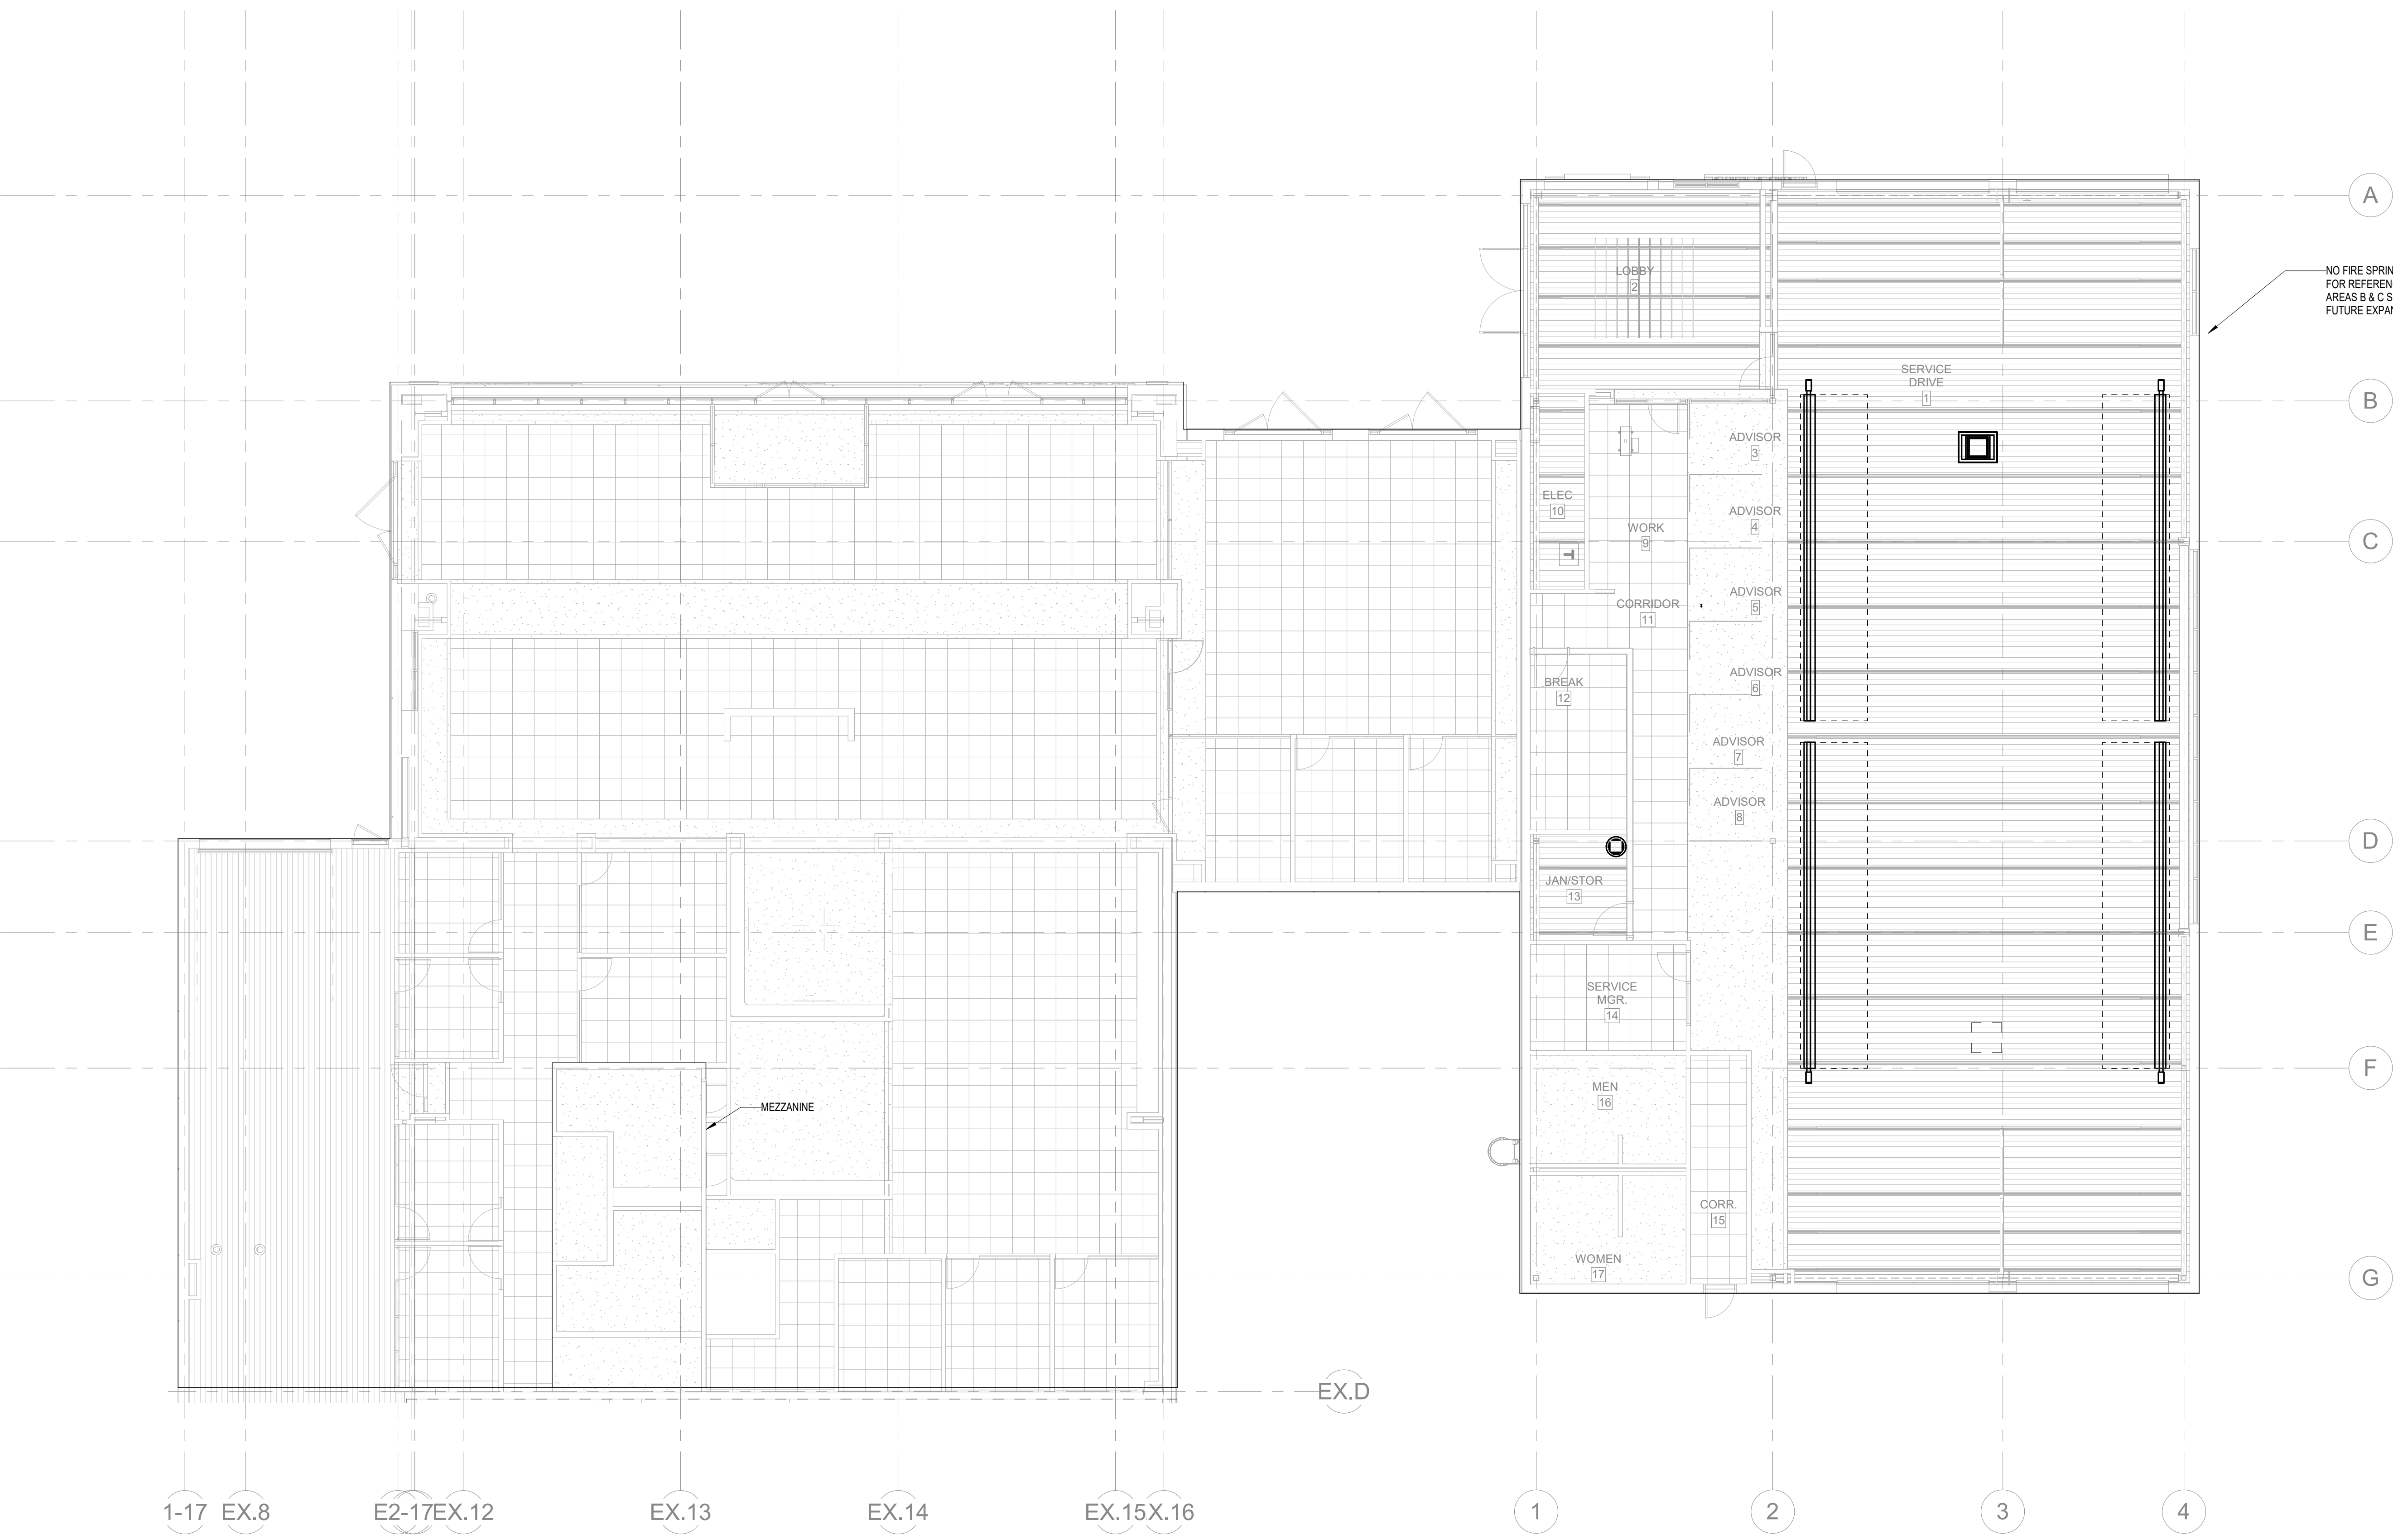 A
NO FIRE SPRIN
FOR REFEREN
AREAS B & C S
FUTURE EXPA
LOBBY
2
SERVICE
DRIVE
1
B
ADVISOR
3
ELEC
10
ADVISOR
4
WORK
9
C
ADVISOR
5
CORRIDOR
11
ADVISOR
6
BREAK
12
ADVISOR
7
ADVISOR
8
D
JAN/STOR
13
E
SERVICE
MGR.
14
F
MEN
16
MEZZANINE
CORR.
15
WOMEN
17
G
EX.D
1-17
EX.8
E2-17
EX.12
EX.13
EX.14
EX.15
X.16
1
2
3
4